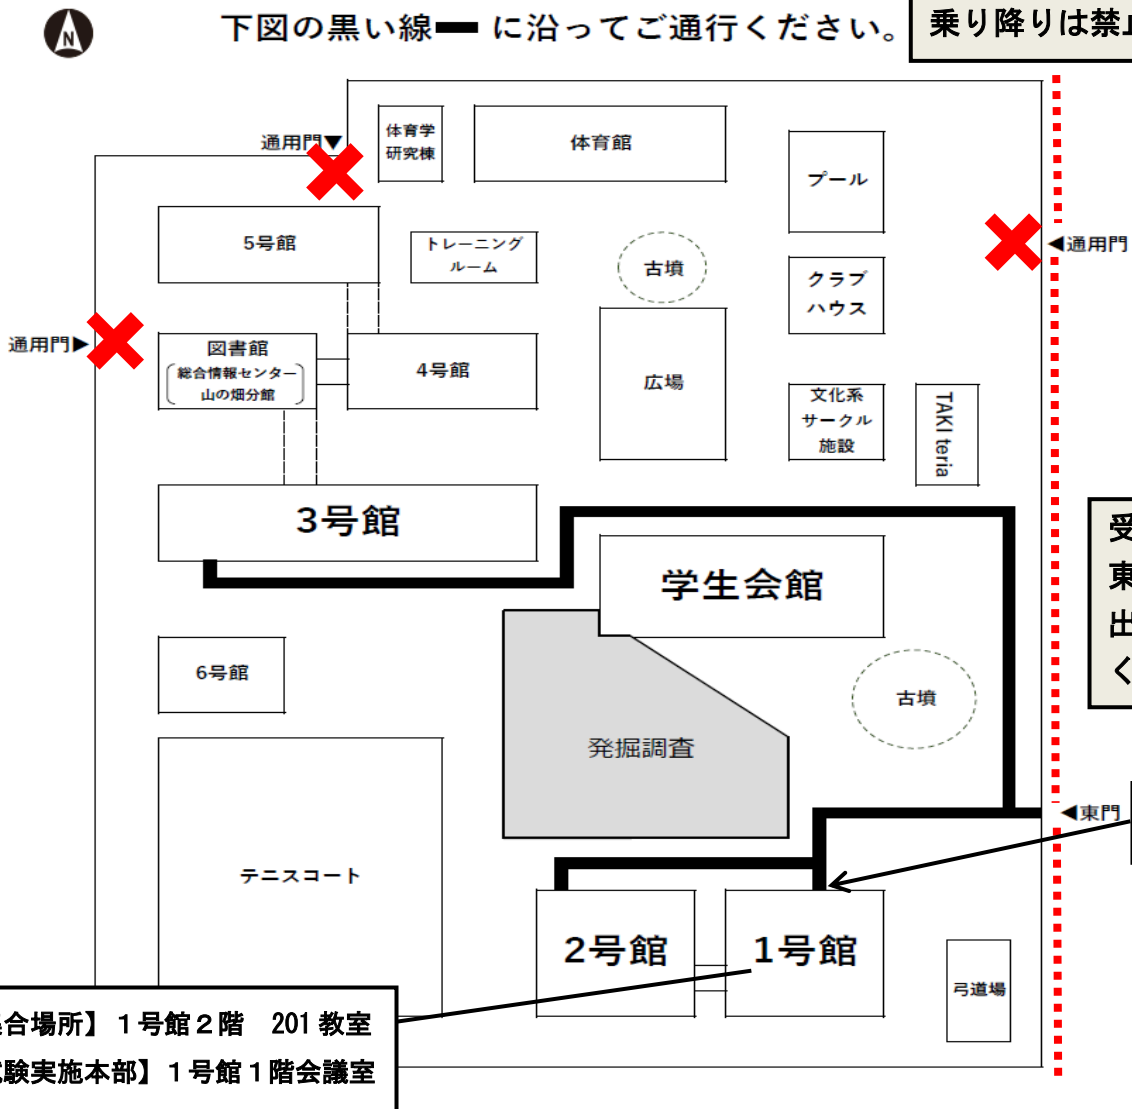 N
下図の黒い線 に沿ってご通行ください。
乗り降りは禁止
通用門▼
体育学
研究棟
体育館
プール
5号館
トレーニング
ルーム
古墳
◀通用門
クラブ
ハウス
通用門▶
図書館
総合情報センター
山の畑分館
4号館
広場
文化系
サークル
施設
TAKI teria
3号館
学生会館
受
東
出
く
6号館
古墳
発掘調査
◀東門
テニスコート
2号館
1号館
弓道場
合場所】１号館２階 201教室
験実施本部】１号館１階会議室